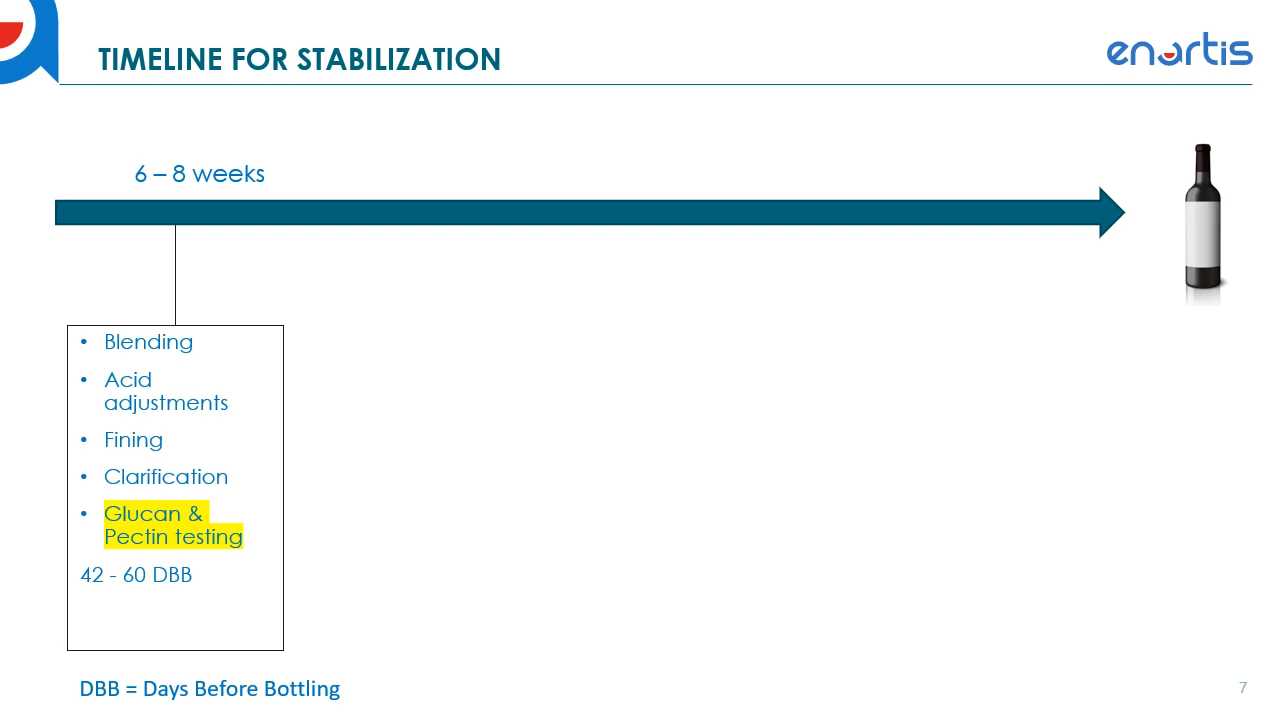 TIMELINE FOR STABILIZATION
enartis
6 – 8 weeks
• Blending
• Acid
adjustments
• Fining
• Clarification
• Glucan &
Pectin testing
42 - 60 DBB
DBB = Days Before Bottling
7